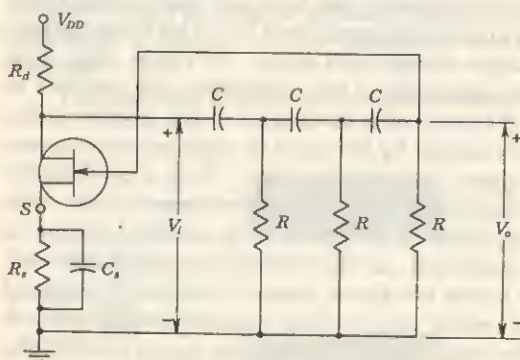 V_DD
R_d
C C C
+ +
S
V_i R R R V_o
R_s C_s
− −